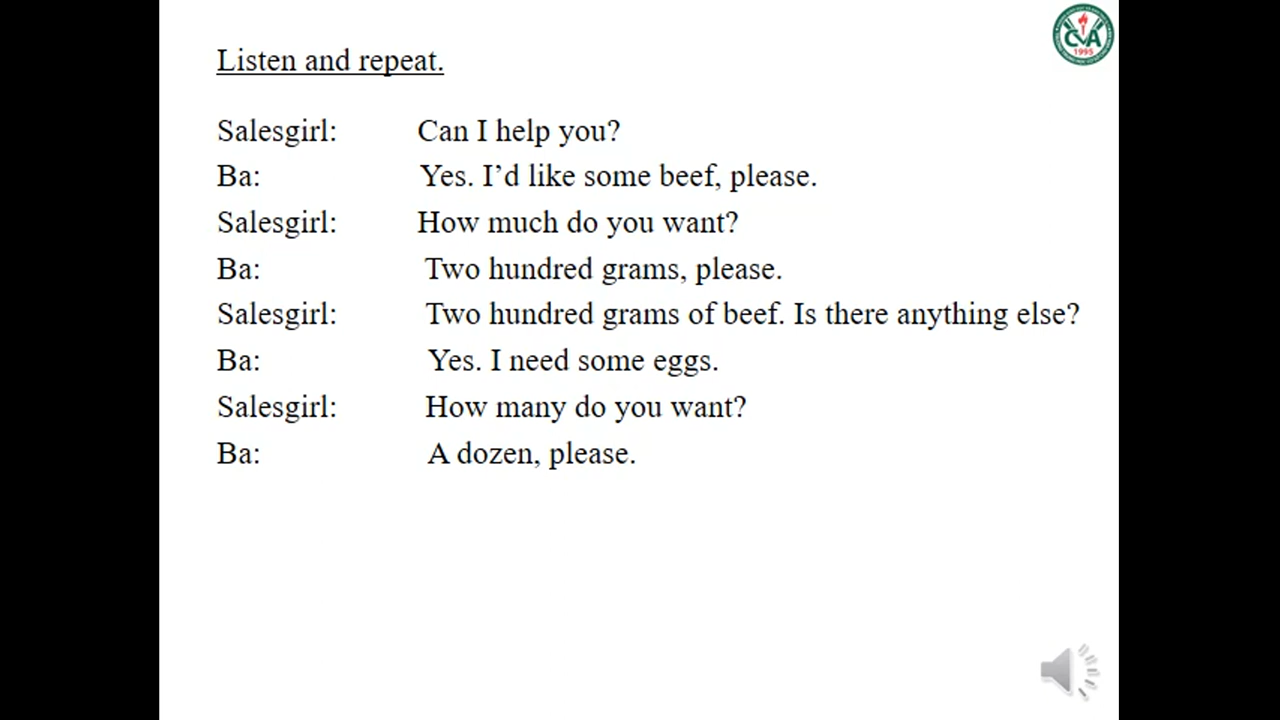 Listen and repeat.
CVA
1995
Salesgirl: Can I help you?
Ba: Yes. I’d like some beef, please.
Salesgirl: How much do you want?
Ba: Two hundred grams, please.
Salesgirl: Two hundred grams of beef. Is there anything else?
Ba: Yes. I need some eggs.
Salesgirl: How many do you want?
Ba: A dozen, please.